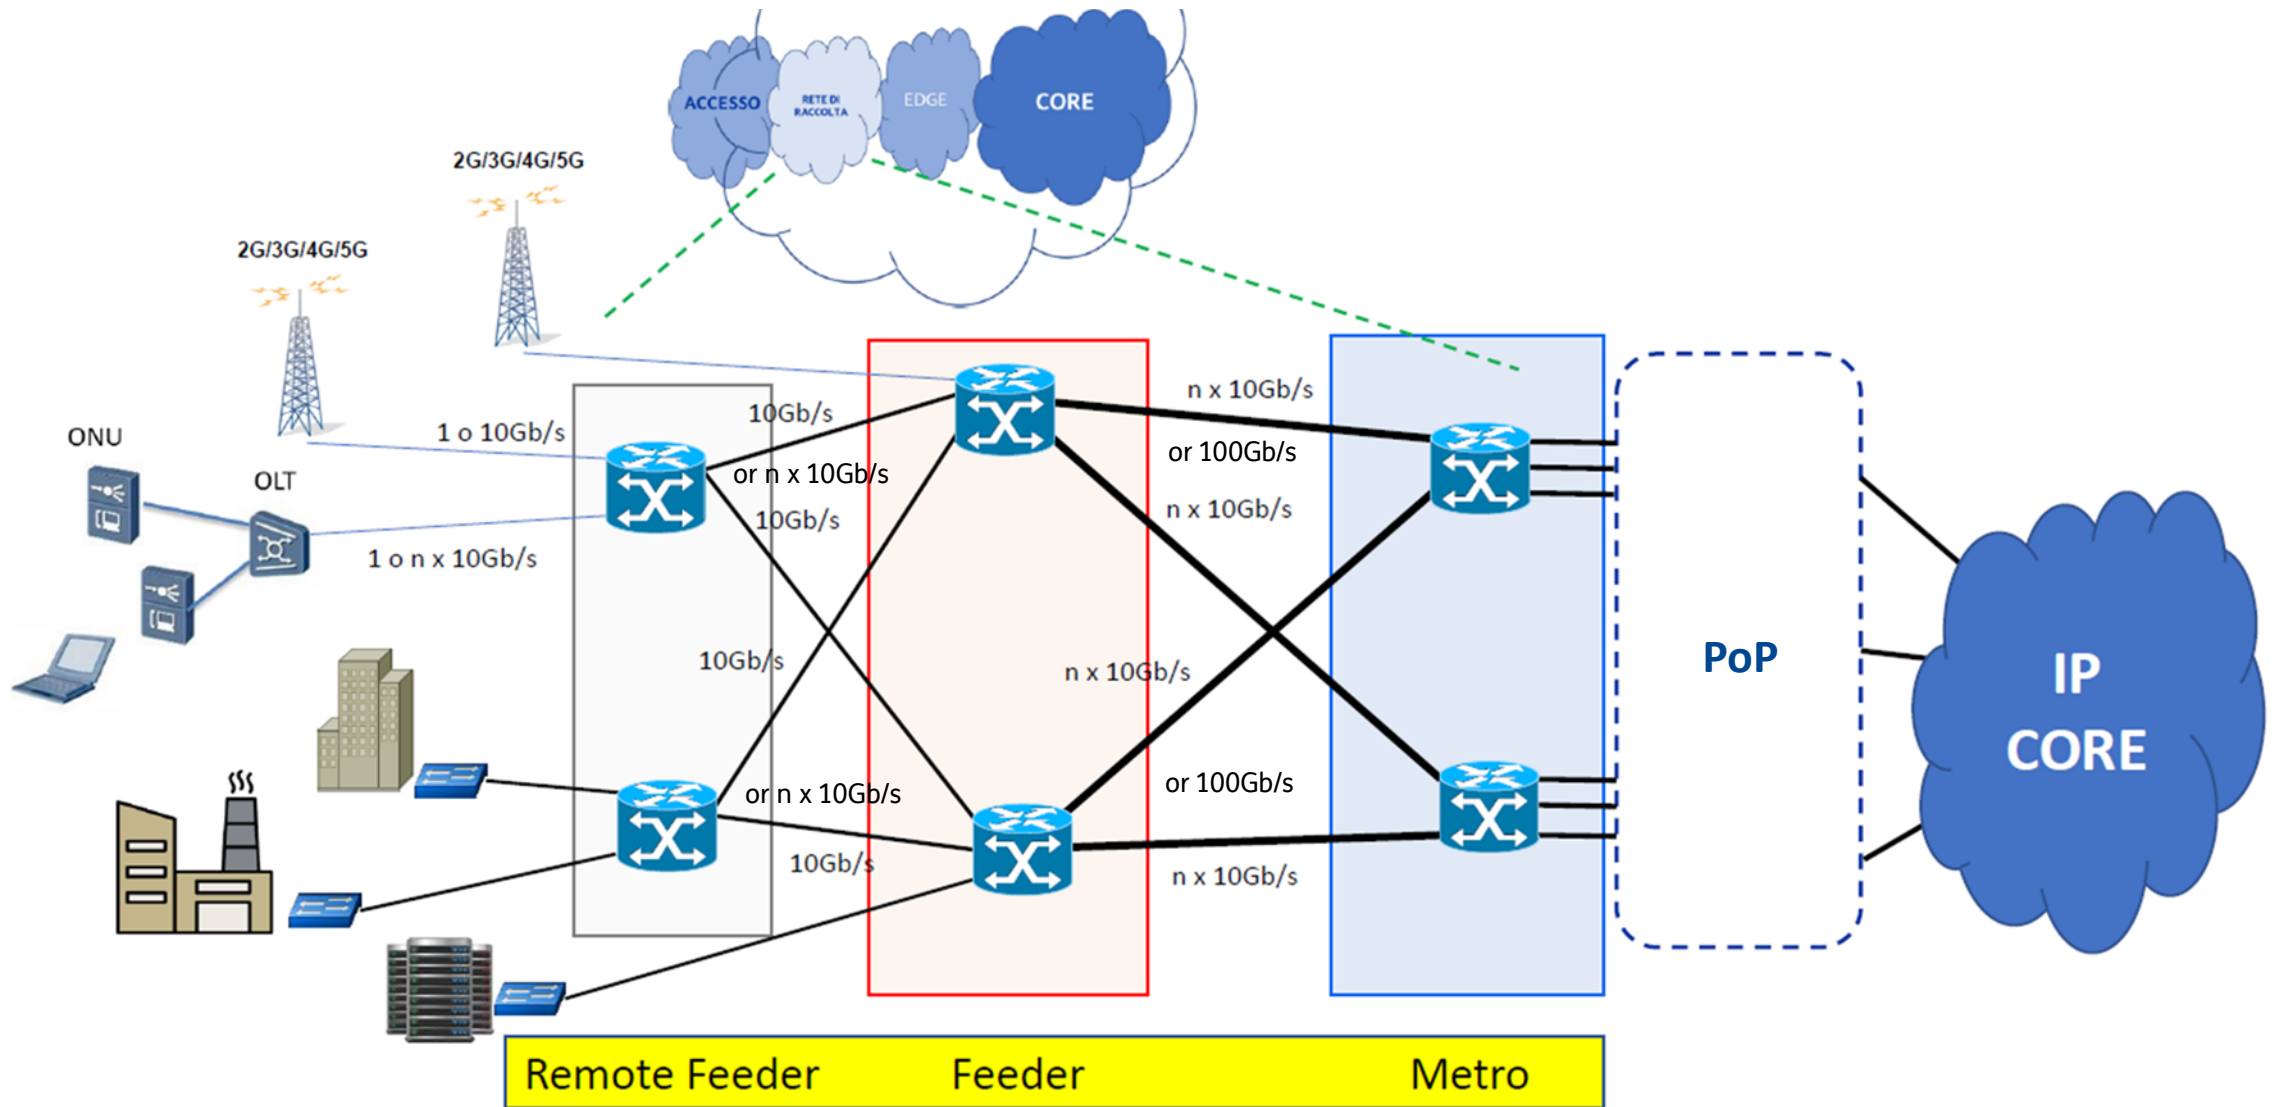 ACCESSO
RETE DI
RACCOLTA
EDGE
CORE
2G/3G/4G/5G
2G/3G/4G/5G
ONU
OLT
1 o 10Gb/s
1 o n x 10Gb/s
10Gb/s
or n x 10Gb/s
10Gb/s
10Gb/s
or n x 10Gb/s
10Gb/s
n x 10Gb/s
or 100Gb/s
n x 10Gb/s
n x 10Gb/s
or 100Gb/s
n x 10Gb/s
PoP
IP
CORE
Remote Feeder
Feeder
Metro